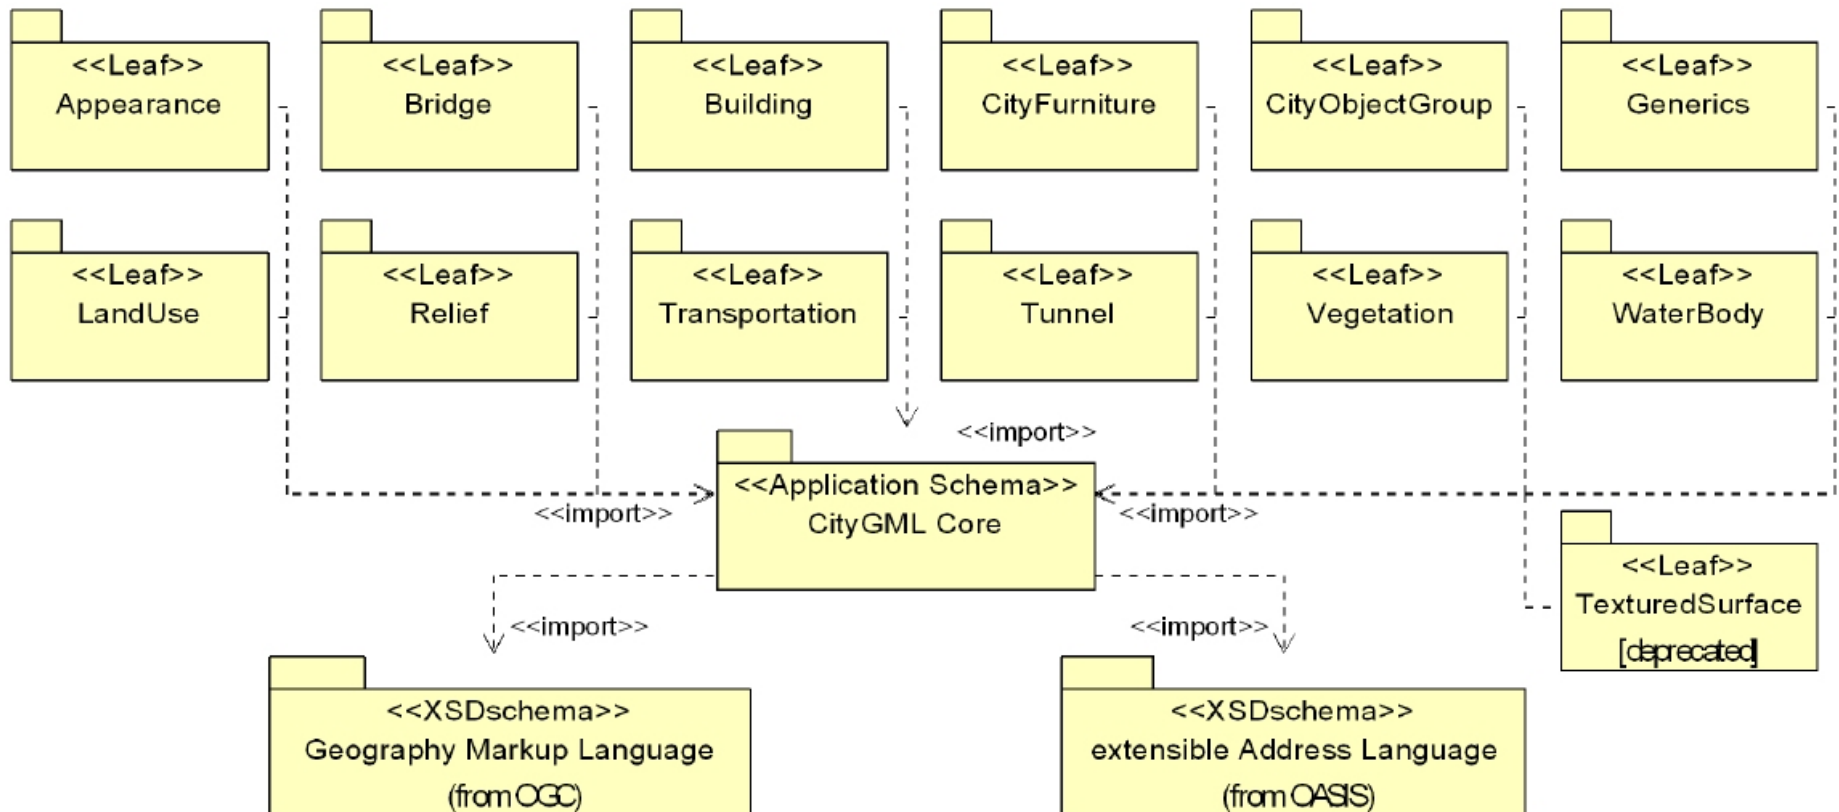 <<Leaf>>
Appearance
<<Leaf>>
Bridge
<<Leaf>>
Building
<<Leaf>>
CityFurniture
<<Leaf>>
CityObjectGroup
<<Leaf>>
Generics
<<Leaf>>
LandUse
<<Leaf>>
Relief
<<Leaf>>
Transportation
<<Leaf>>
Tunnel
<<Leaf>>
Vegetation
<<Leaf>>
WaterBody
<<import>>
<<Application Schema>>
CityGML Core
<<import>>
<<import>>
<<Leaf>>
TexturedSurface
[deprecated]
<<import>>
<<import>>
<<XSDschema>>
Geography Markup Language
(from OGC)
<<XSDschema>>
extensible Address Language
(from OASIS)